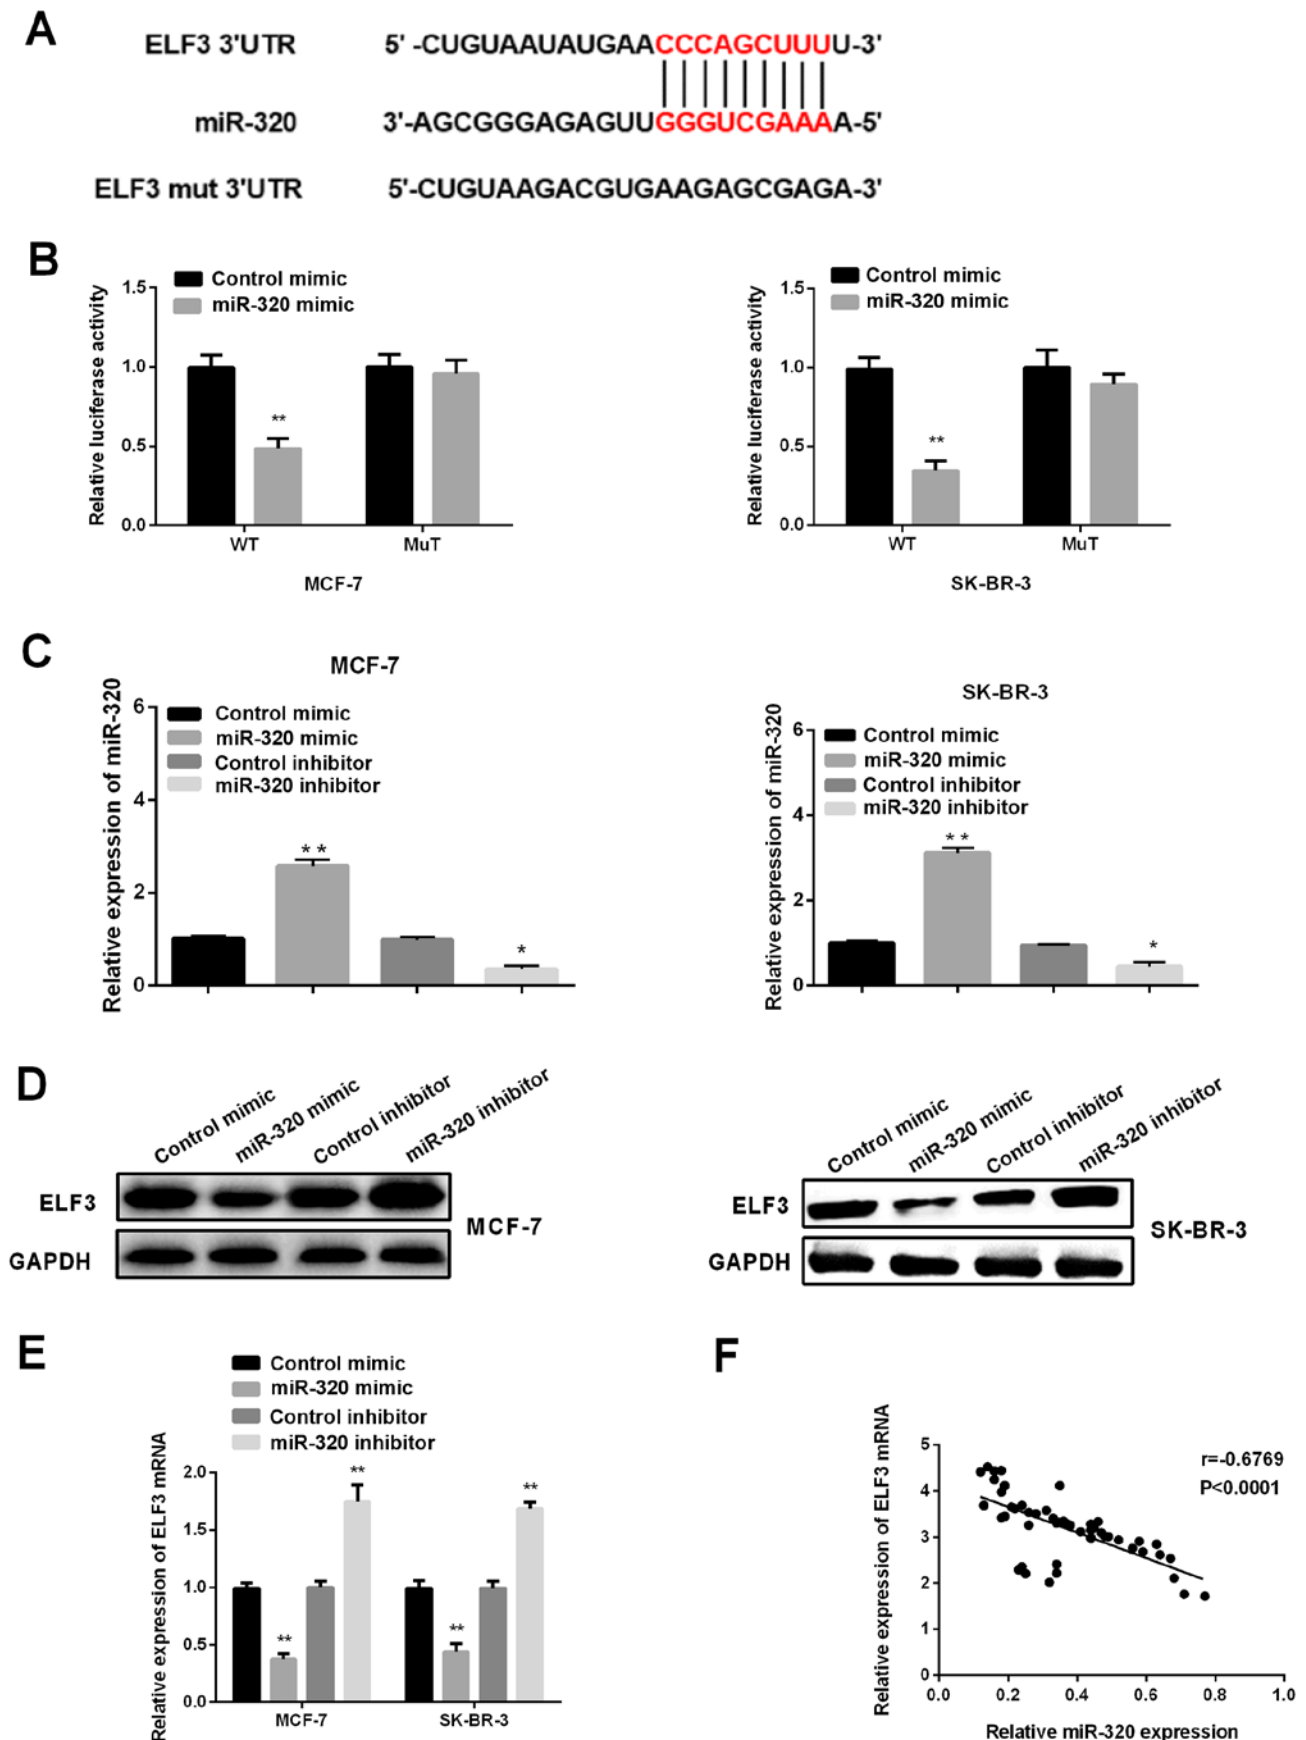 A
ELF3 3'UTR 5' -CUGUAAUAUGAACCCAGCUUUU-3'
miR-320 3'-AGCGGGAGAGUUGGGUCGAAAA-5'
ELF3 mut 3'UTR 5'-CUGUAAGACGUGAAGAGCGAGA-3'
B
Control mimic
miR-320 mimic
Relative luciferase activity
1.5
1.0
0.5
0.0
**
WT MuT
MCF-7
Control mimic
miR-320 mimic
Relative luciferase activity
1.5
1.0
0.5
0.0
**
WT MuT
SK-BR-3
C
MCF-7
Control mimic
miR-320 mimic
Control inhibitor
miR-320 inhibitor
Relative expression of miR-320
6
4
2
0
**
*
SK-BR-3
Control mimic
miR-320 mimic
Control inhibitor
miR-320 inhibitor
Relative expression of miR-320
6
4
2
0
**
*
D
Control mimic
miR-320 mimic
Control inhibitor
miR-320 inhibitor
ELF3
GAPDH
MCF-7
Control mimic
miR-320 mimic
Control inhibitor
miR-320 inhibitor
ELF3
GAPDH
SK-BR-3
E
Control mimic
miR-320 mimic
Control inhibitor
miR-320 inhibitor
Relative expression of ELF3 mRNA
2.0
1.5
1.0
0.5
0.0
** **
** **
MCF-7 SK-BR-3
F
Relative expression of ELF3 mRNA
5
4
3
2
1
0
r=-0.6769
P<0.0001
0.0 0.2 0.4 0.6 0.8 1.0
Relative miR-320 expression